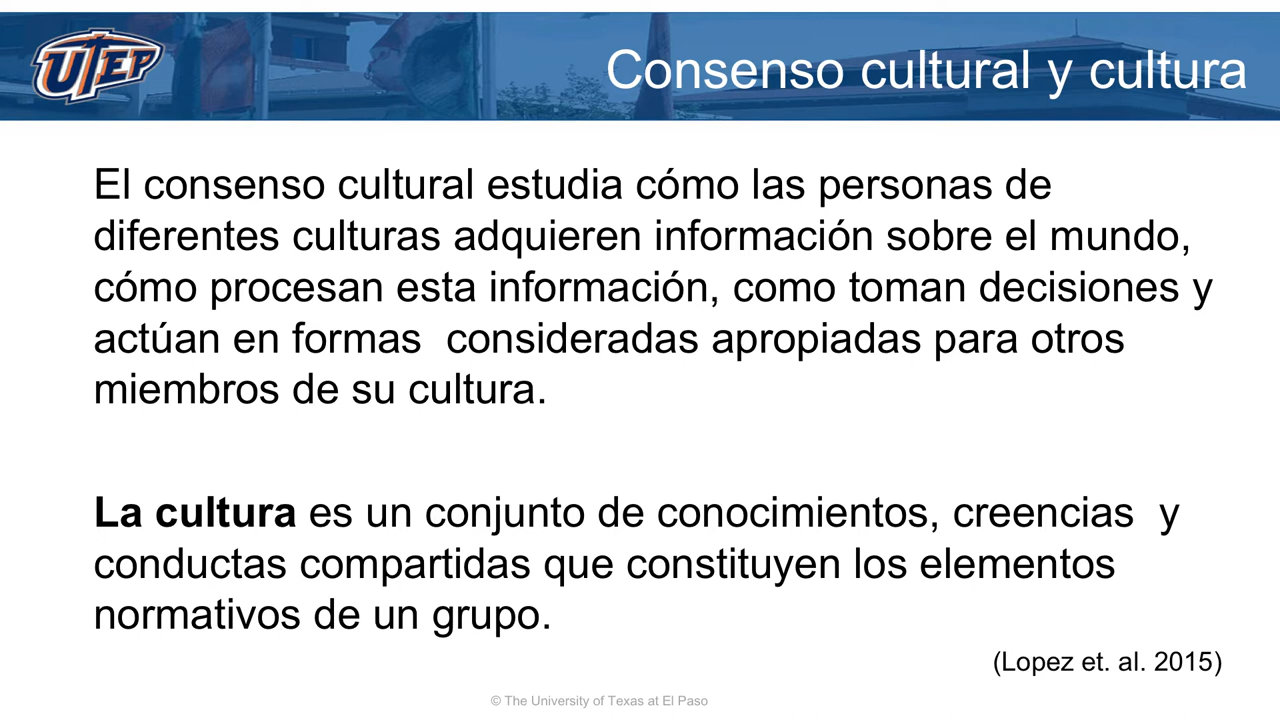 UTEP
Consenso cultural y cultura
El consenso cultural estudia cómo las personas de
diferentes culturas adquieren información sobre el mundo,
cómo procesan esta información, como toman decisiones y
actúan en formas  consideradas apropiadas para otros
miembros de su cultura.
La cultura es un conjunto de conocimientos, creencias  y
conductas compartidas que constituyen los elementos
normativos de un grupo.
(Lopez et. al. 2015)
© The University of Texas at El Paso